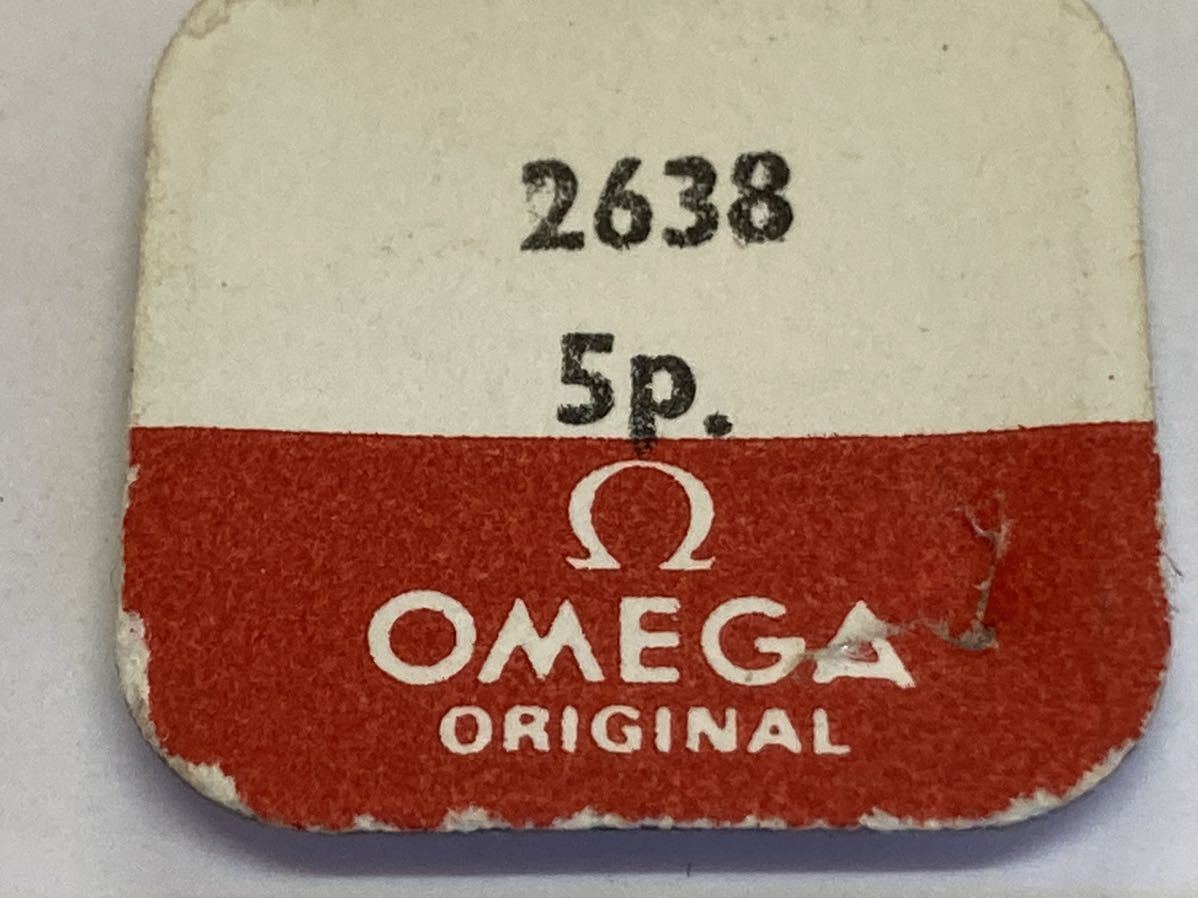 2638
5p.
Ω
OMEGA
ORIGINAL